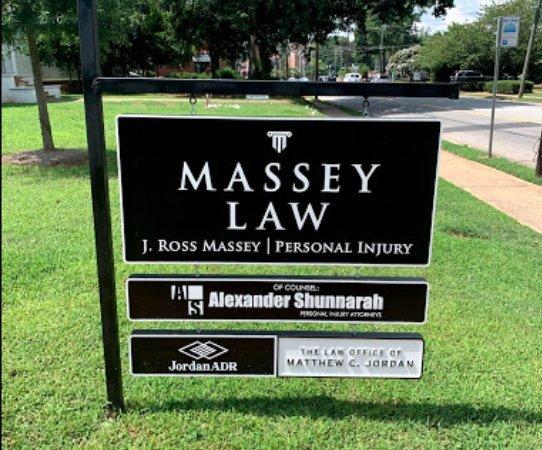 MASSEY
LAW
J. ROSS MASSEY | PERSONAL INJURY
OF COUNSEL:
AS Alexander Shunnarah
PERSONAL INJURY ATTORNEYS
JordanADR
THE LAW OFFICE OF
MATTHEW C. JORDAN